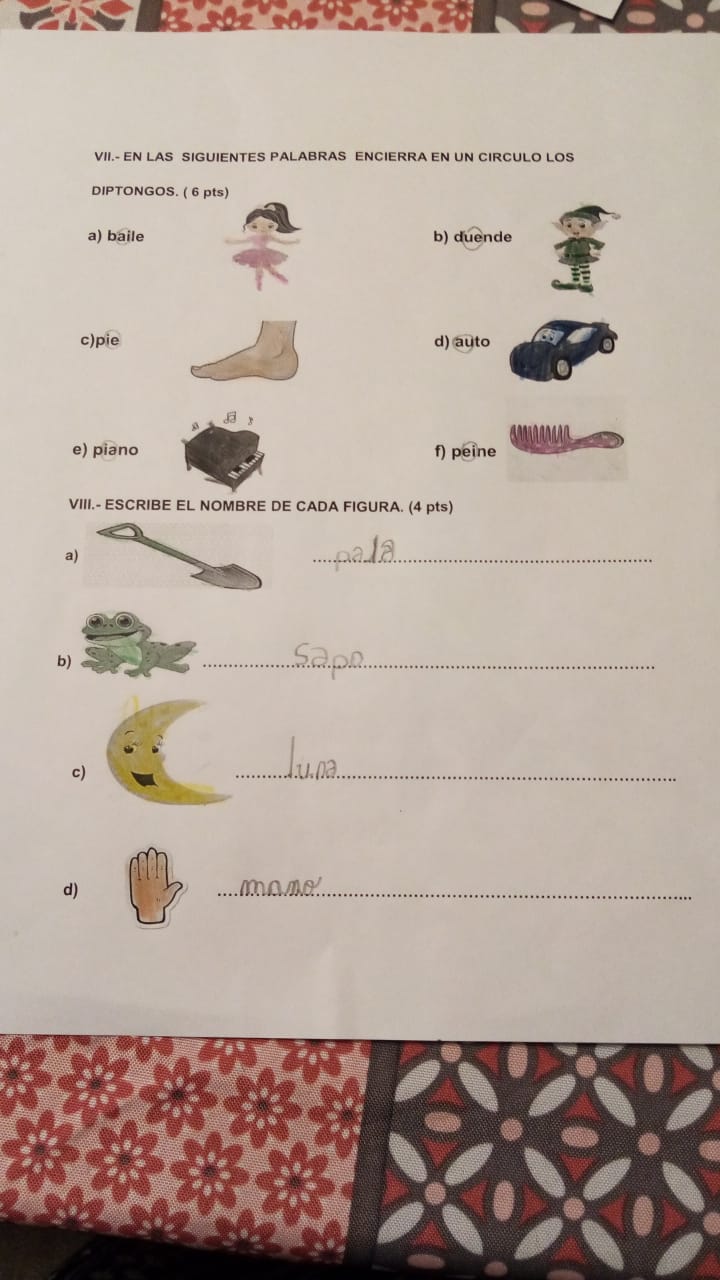 VII.- EN LAS SIGUIENTES PALABRAS ENCIERRA EN UN CIRCULO LOS
DIPTONGOS. ( 6 pts)
a) baile b) duende
c)pie d) auto
e) piano f) peine
VIII.- ESCRIBE EL NOMBRE DE CADA FIGURA. (4 pts)
a) pala
b) sapo
c) luna
d) mano